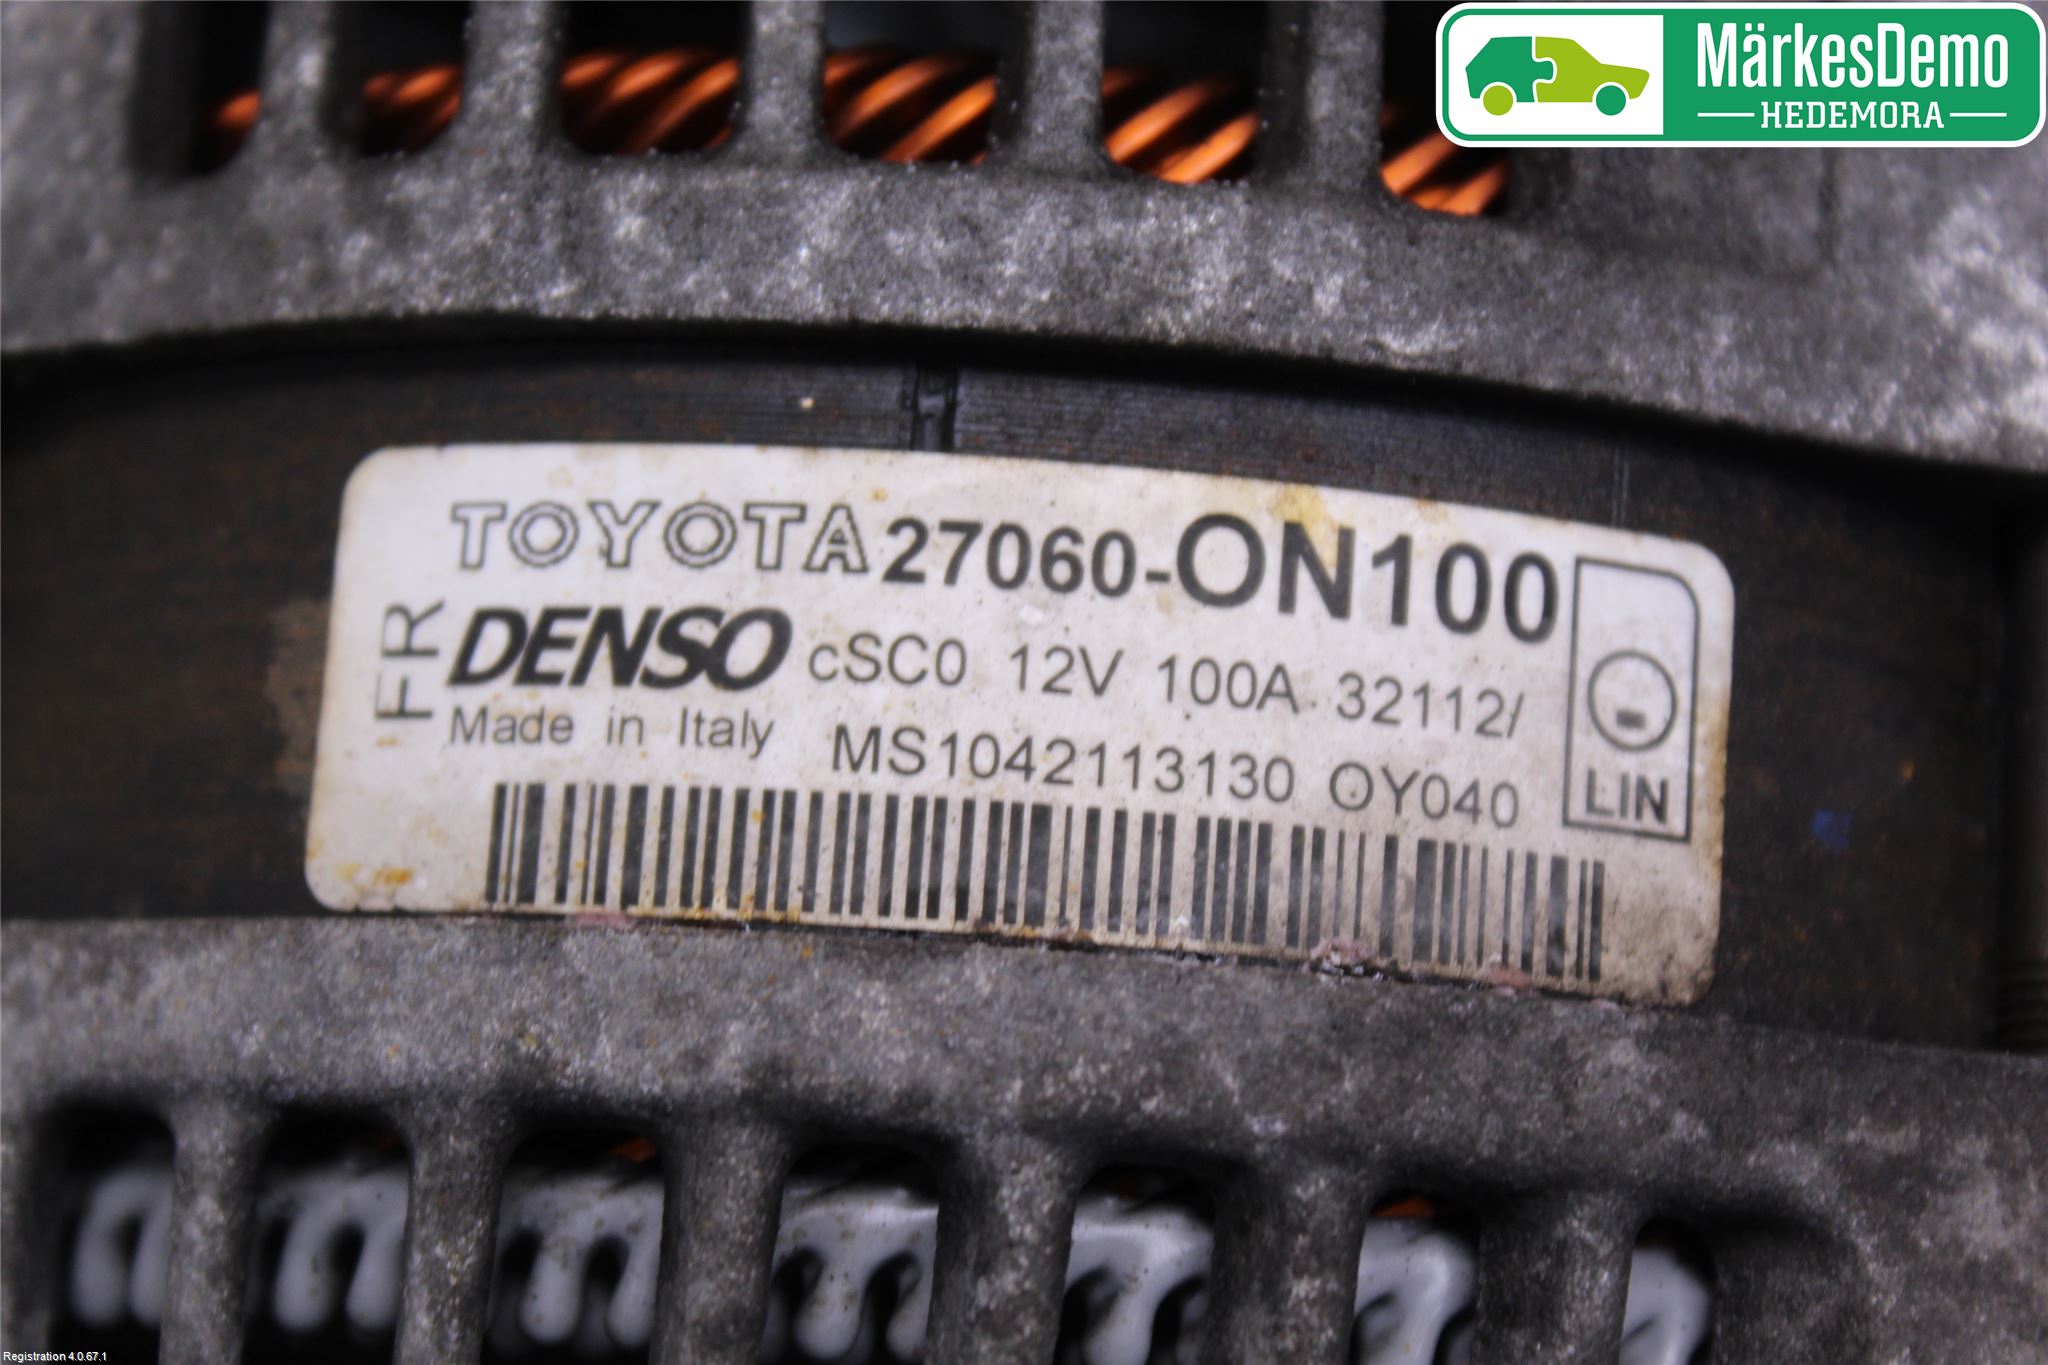 MärkesDemo
HEDEMORA
TOYOTA 27060-0N100
FR
DENSO cSC0 12V 100A 32112/
Made in Italy MS1042113130 OY040
LIN
Registration 4.0.67.1